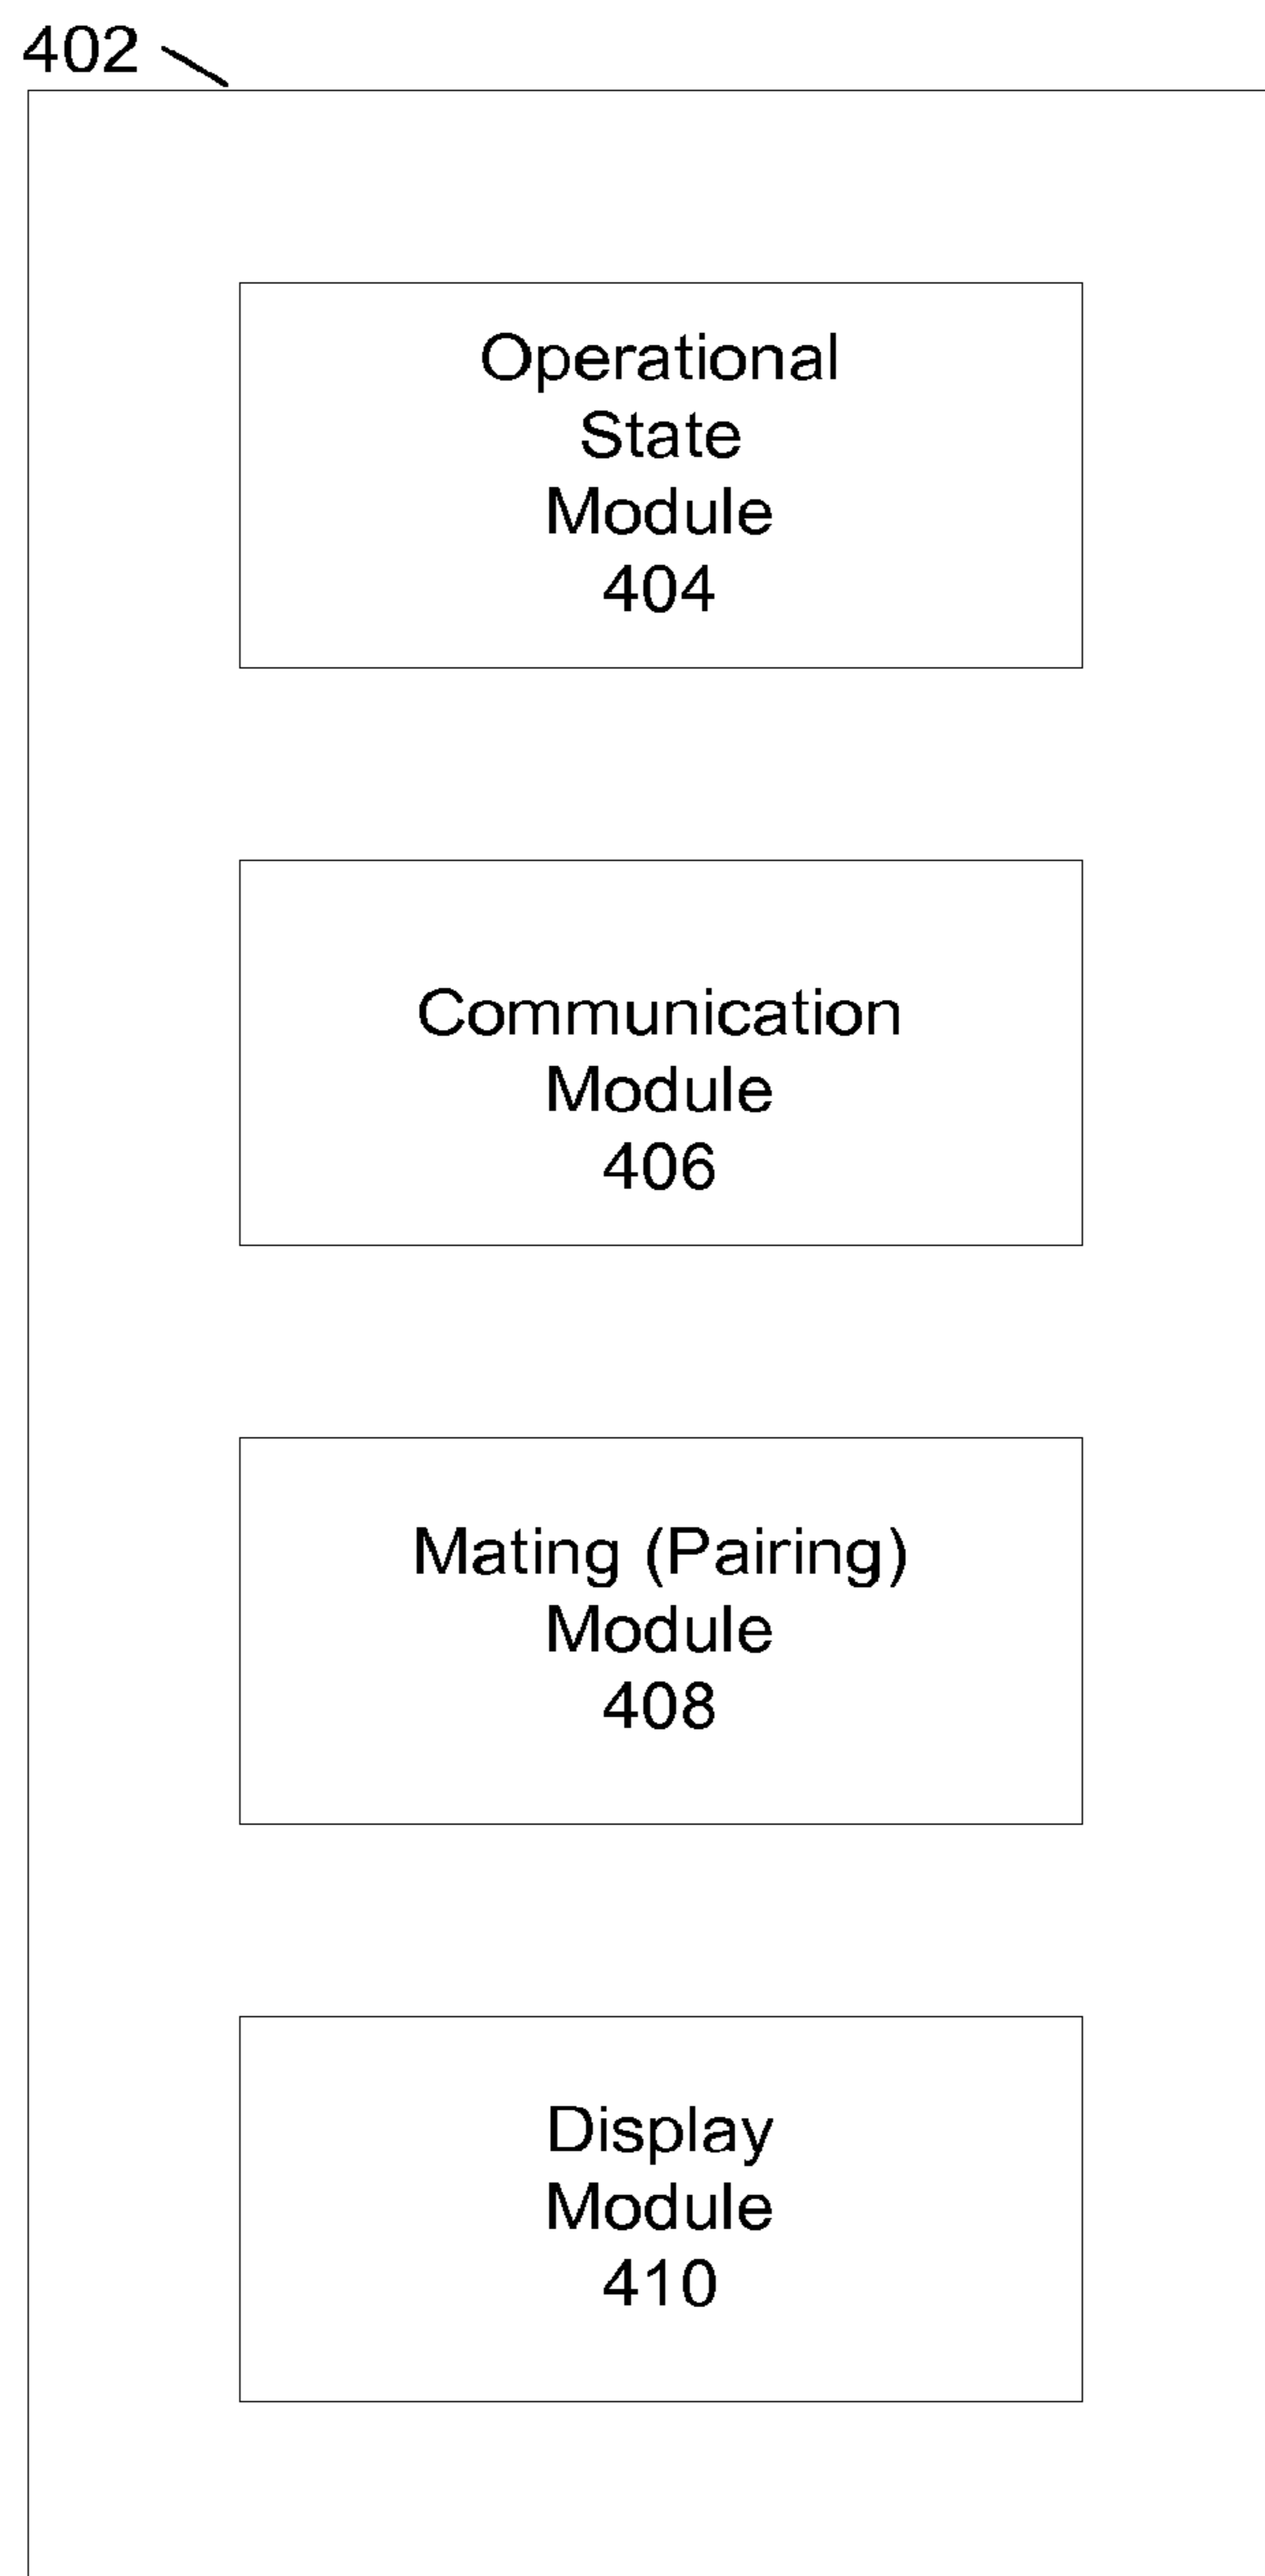 402
Operational
State
Module
404
Communication
Module
406
Mating (Pairing)
Module
408
Display
Module
410